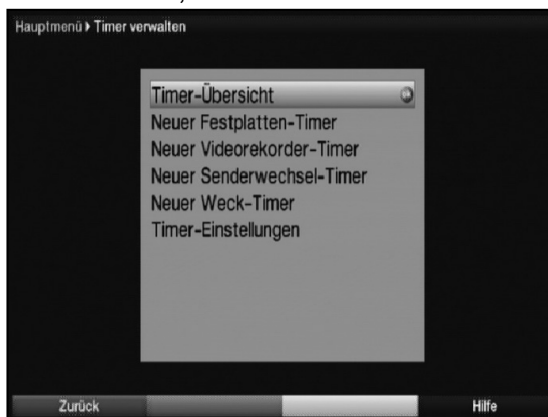 Hauptmenü ▸ Timer verwalten
Timer-Übersicht
Neuer Festplatten-Timer
Neuer Videorekorder-Timer
Neuer Senderwechsel-Timer
Neuer Weck-Timer
Timer-Einstellungen
Zurück
Hilfe